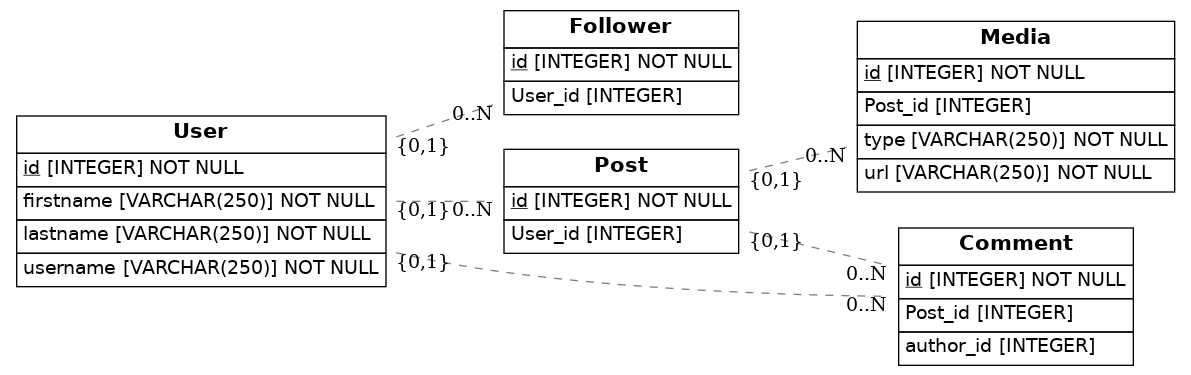 User
id [INTEGER] NOT NULL
firstname [VARCHAR(250)] NOT NULL
lastname [VARCHAR(250)] NOT NULL
username [VARCHAR(250)] NOT NULL
{0,1}
0..N
{0,1}
0..N
{0,1}
0..N
Follower
id [INTEGER] NOT NULL
User_id [INTEGER]
Post
id [INTEGER] NOT NULL
User_id [INTEGER]
{0,1}
0..N
{0,1}
0..N
Media
id [INTEGER] NOT NULL
Post_id [INTEGER]
type [VARCHAR(250)] NOT NULL
url [VARCHAR(250)] NOT NULL
Comment
id [INTEGER] NOT NULL
Post_id [INTEGER]
author_id [INTEGER]